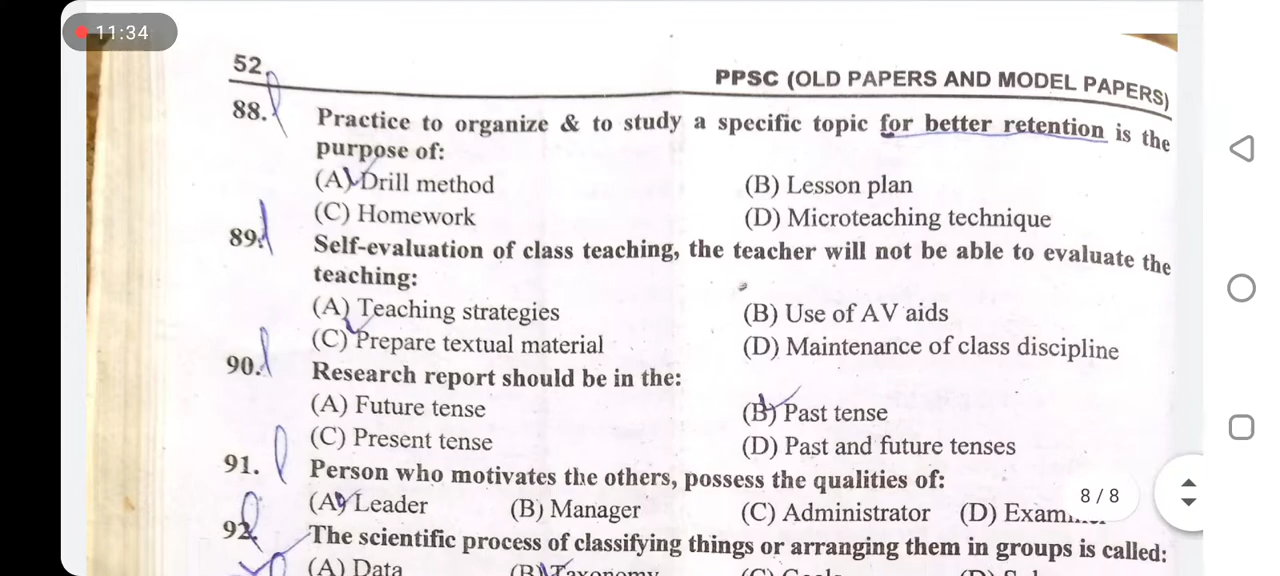 11:34
52
PPSC (OLD PAPERS AND MODEL PAPERS)
88. Practice to organize & to study a specific topic for better retention is the
purpose of:
(A) Drill method (B) Lesson plan
(C) Homework (D) Microteaching technique
89. Self-evaluation of class teaching, the teacher will not be able to evaluate the
teaching:
(A) Teaching strategies (B) Use of AV aids
(C) Prepare textual material (D) Maintenance of class discipline
90. Research report should be in the:
(A) Future tense (B) Past tense
(C) Present tense (D) Past and future tenses
91. Person who motivates the others, possess the qualities of:
(A) Leader (B) Manager (C) Administrator (D)
8 / 8
92. The scientific process of classifying things or arranging them in groups is called:
(A) Data (B) Taxonomy (C)